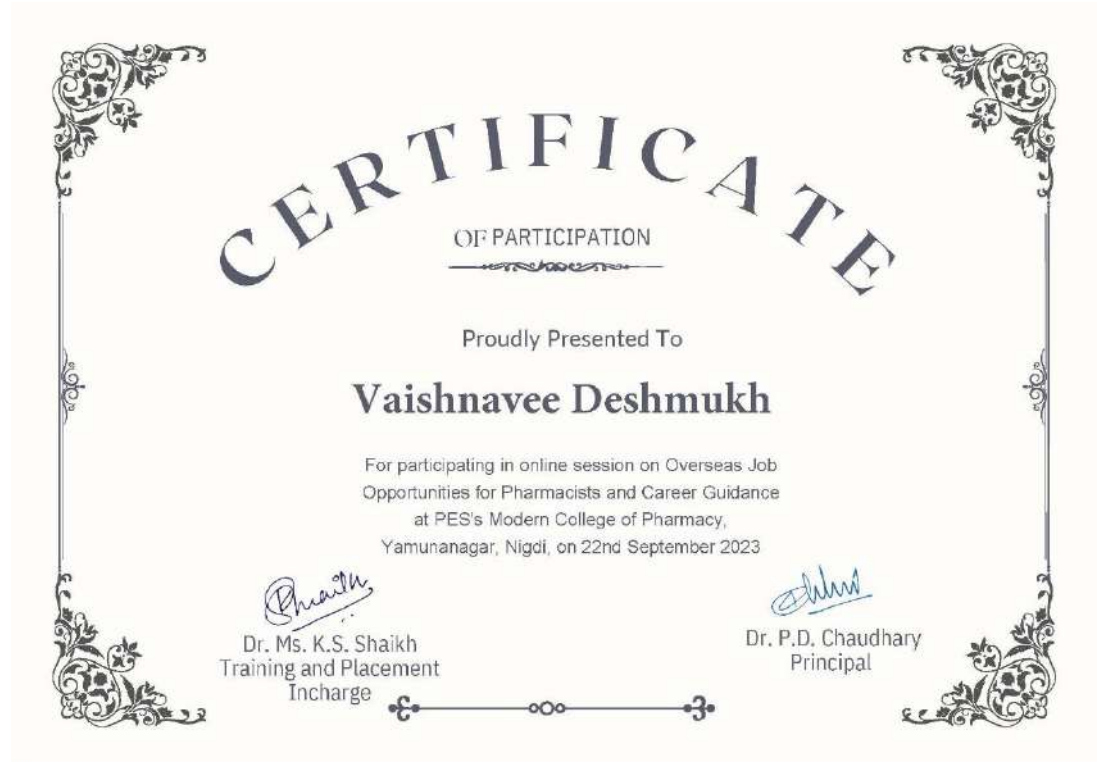 CERTIFICATE
OF PARTICIPATION
Proudly Presented To
Vaishnavee Deshmukh
For participating in online session on Overseas Job
Opportunities for Pharmacists and Career Guidance
at PES's Modern College of Pharmacy,
Yamunanagar, Nigdi, on 22nd September 2023
Dr. Ms. K.S. Shaikh
Training and Placement
Incharge
Dr. P.D. Chaudhary
Principal